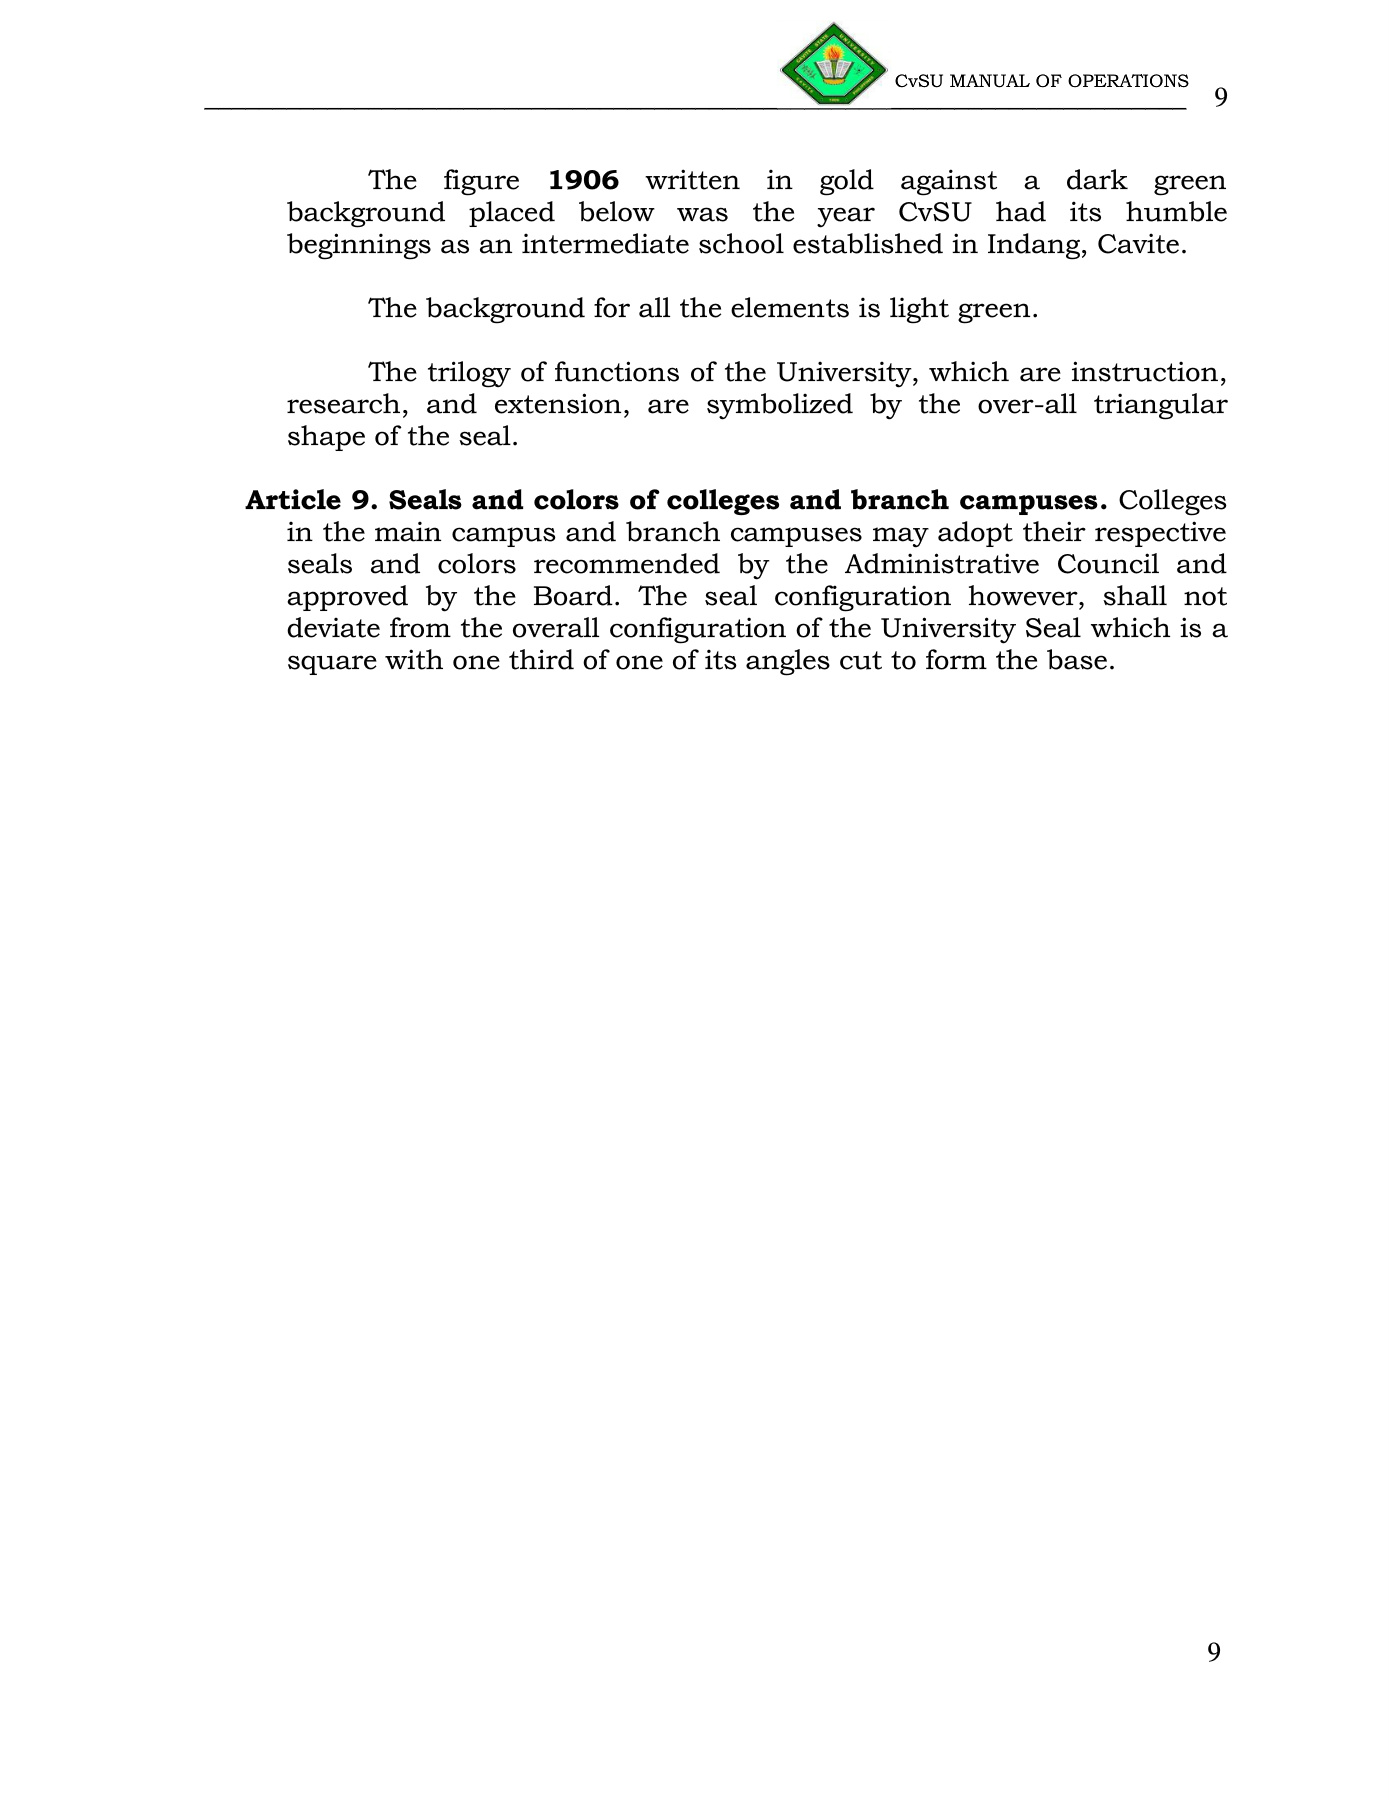 CvSU MANUAL OF OPERATIONS 9
The figure 1906 written in gold against a dark green
background placed below was the year CvSU had its humble
beginnings as an intermediate school established in Indang, Cavite.
The background for all the elements is light green.
The trilogy of functions of the University, which are instruction,
research, and extension, are symbolized by the over-all triangular
shape of the seal.
Article 9. Seals and colors of colleges and branch campuses. Colleges
in the main campus and branch campuses may adopt their respective
seals and colors recommended by the Administrative Council and
approved by the Board. The seal configuration however, shall not
deviate from the overall configuration of the University Seal which is a
square with one third of one of its angles cut to form the base.
9